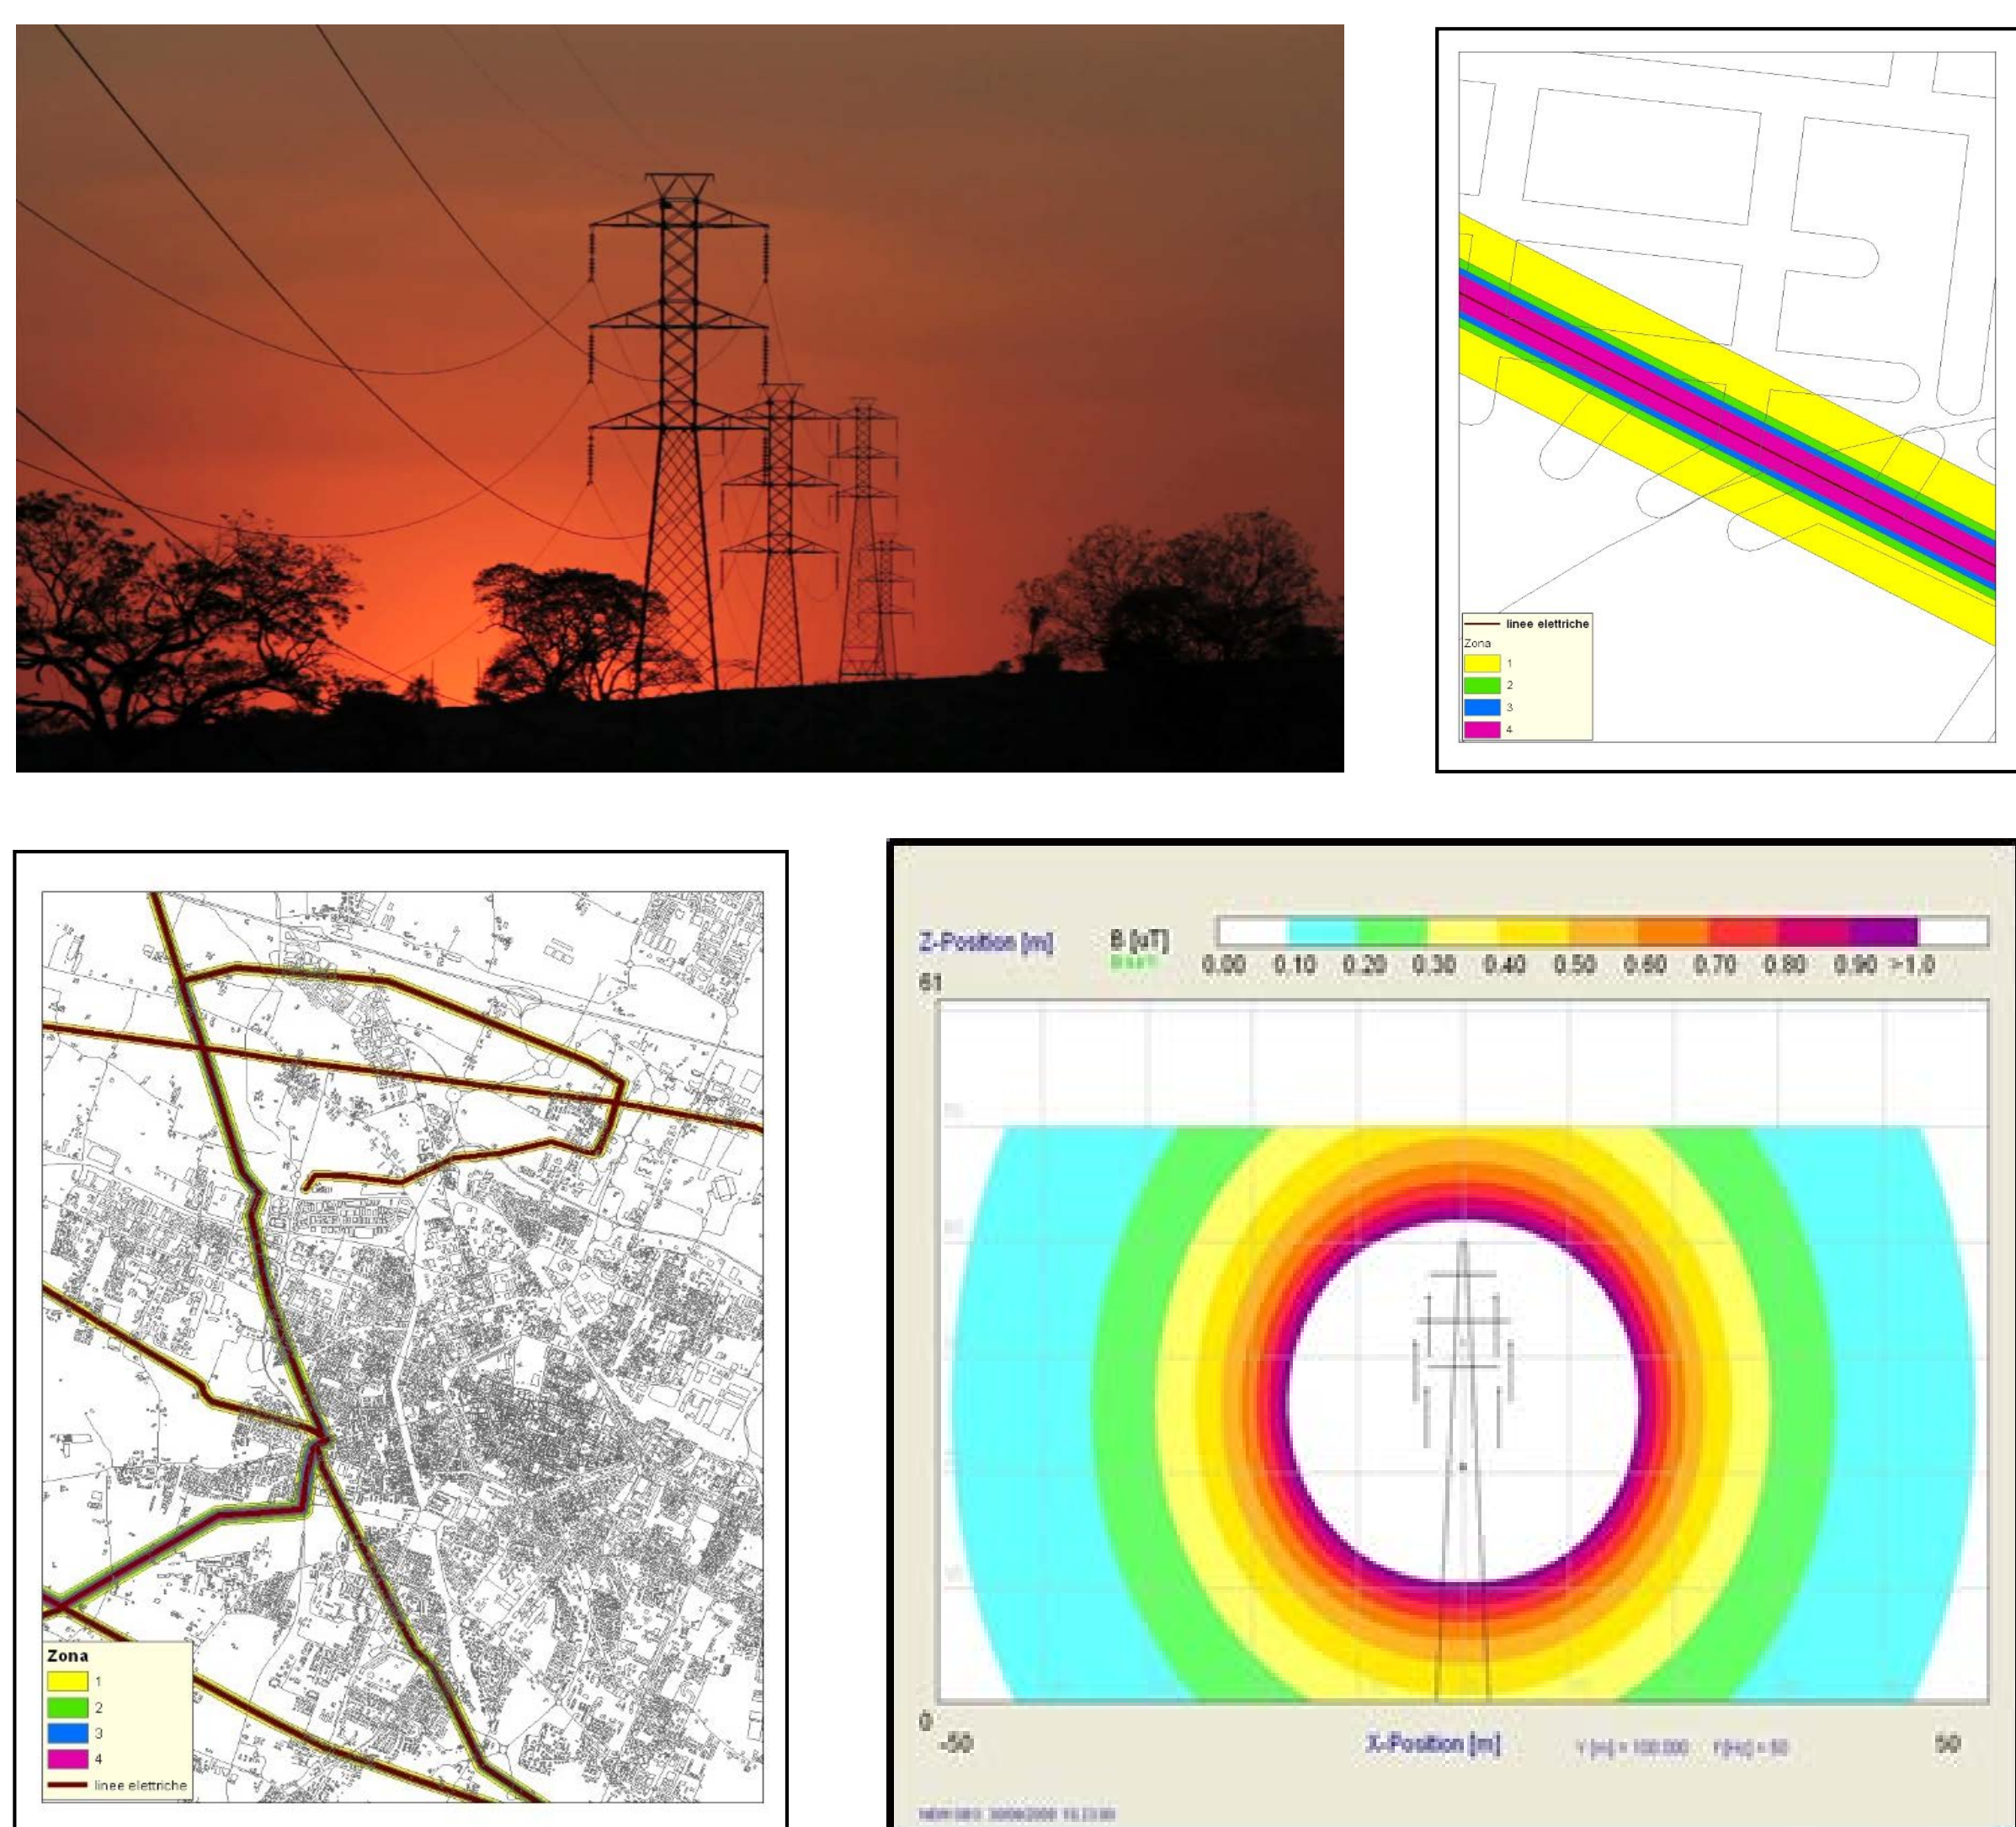 linee elettriche
Zona
1
2
3
4
Zona
1
2
3
4
linee elettriche
Z-Position [m]
B [uT]
0.00 0.10 0.20 0.30 0.40 0.50 0.60 0.70 0.80 0.90 >1.0
61
0
-50
X-Position [m]
Y [m] = 100.000
50